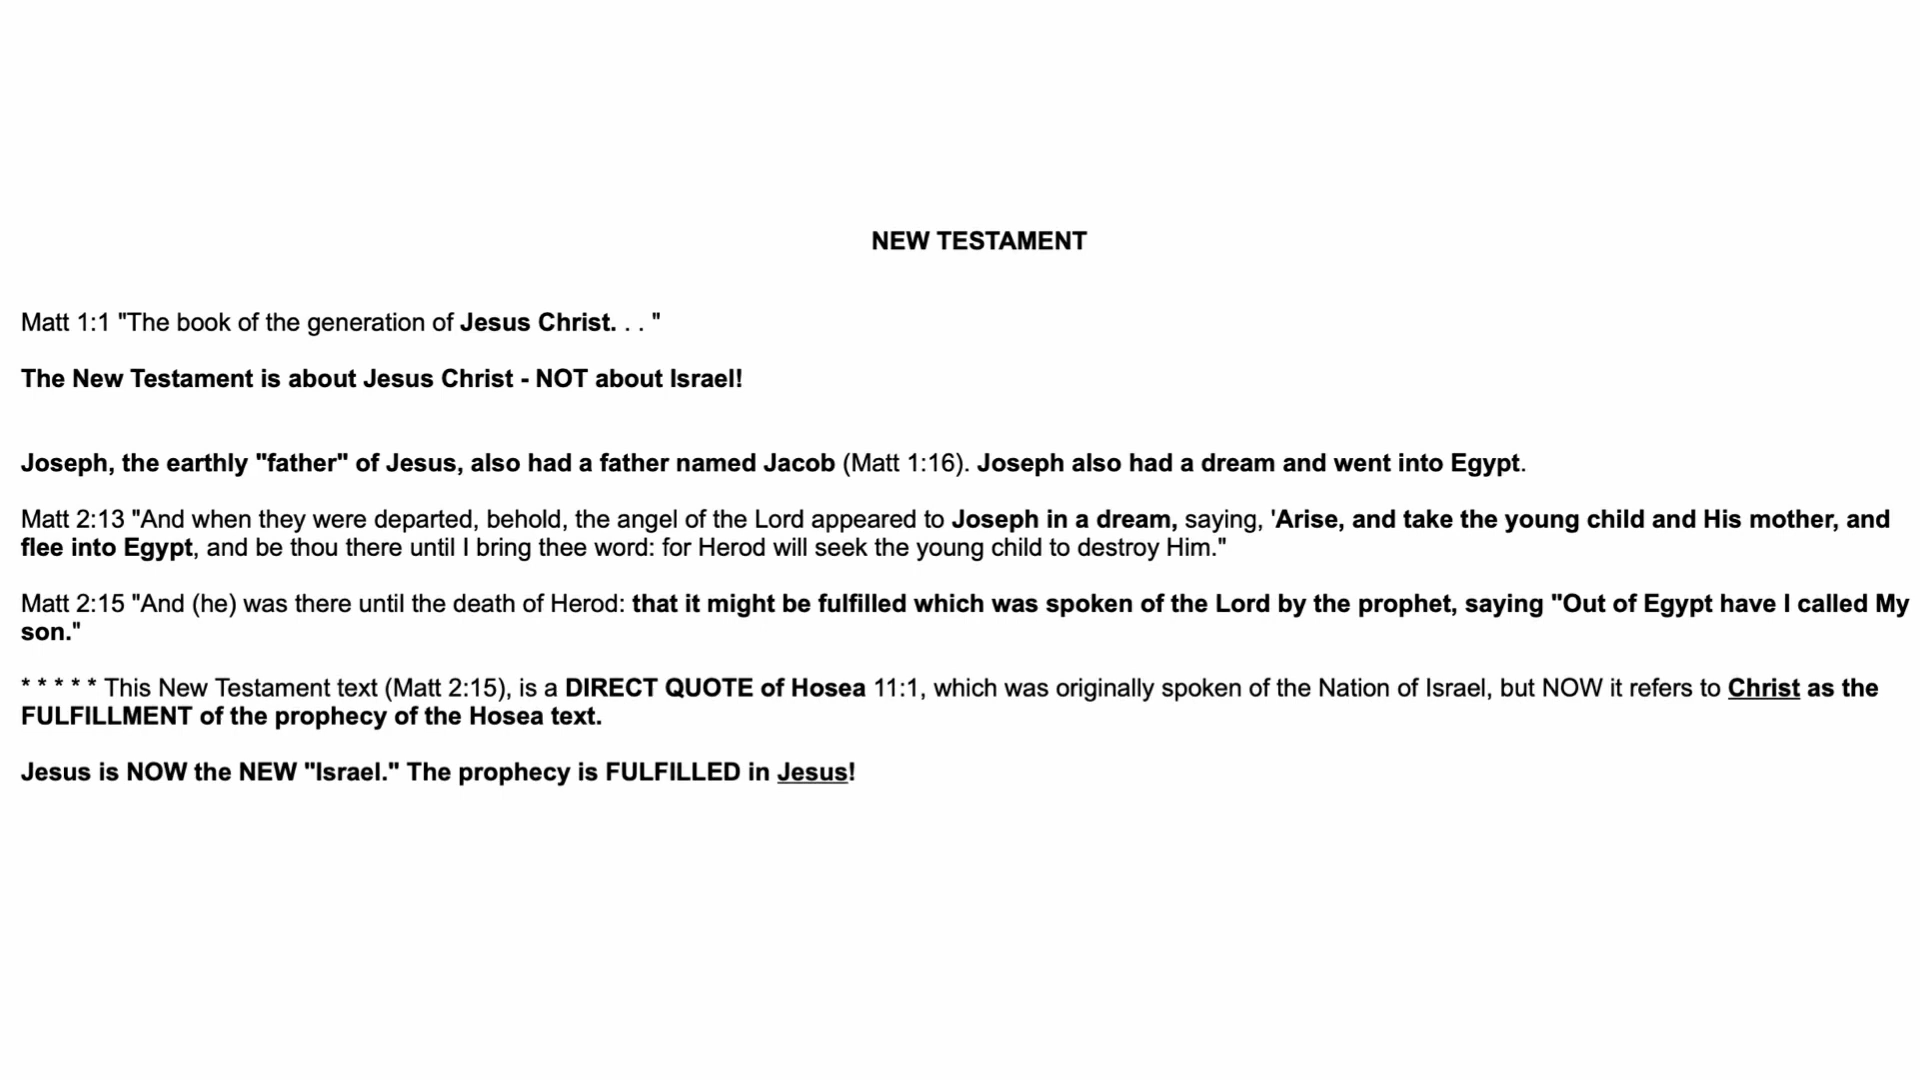 NEW TESTAMENT
Matt 1:1 "The book of the generation of Jesus Christ. . . "
The New Testament is about Jesus Christ - NOT about Israel!
Joseph, the earthly "father" of Jesus, also had a father named Jacob (Matt 1:16). Joseph also had a dream and went into Egypt.
Matt 2:13 "And when they were departed, behold, the angel of the Lord appeared to Joseph in a dream, saying, 'Arise, and take the young child and His mother, and
flee into Egypt, and be thou there until I bring thee word: for Herod will seek the young child to destroy Him."
Matt 2:15 "And (he) was there until the death of Herod: that it might be fulfilled which was spoken of the Lord by the prophet, saying "Out of Egypt have I called My
son."
* * * * * This New Testament text (Matt 2:15), is a DIRECT QUOTE of Hosea 11:1, which was originally spoken of the Nation of Israel, but NOW it refers to Christ as the
FULFILLMENT of the prophecy of the Hosea text.
Jesus is NOW the NEW "Israel." The prophecy is FULFILLED in Jesus!